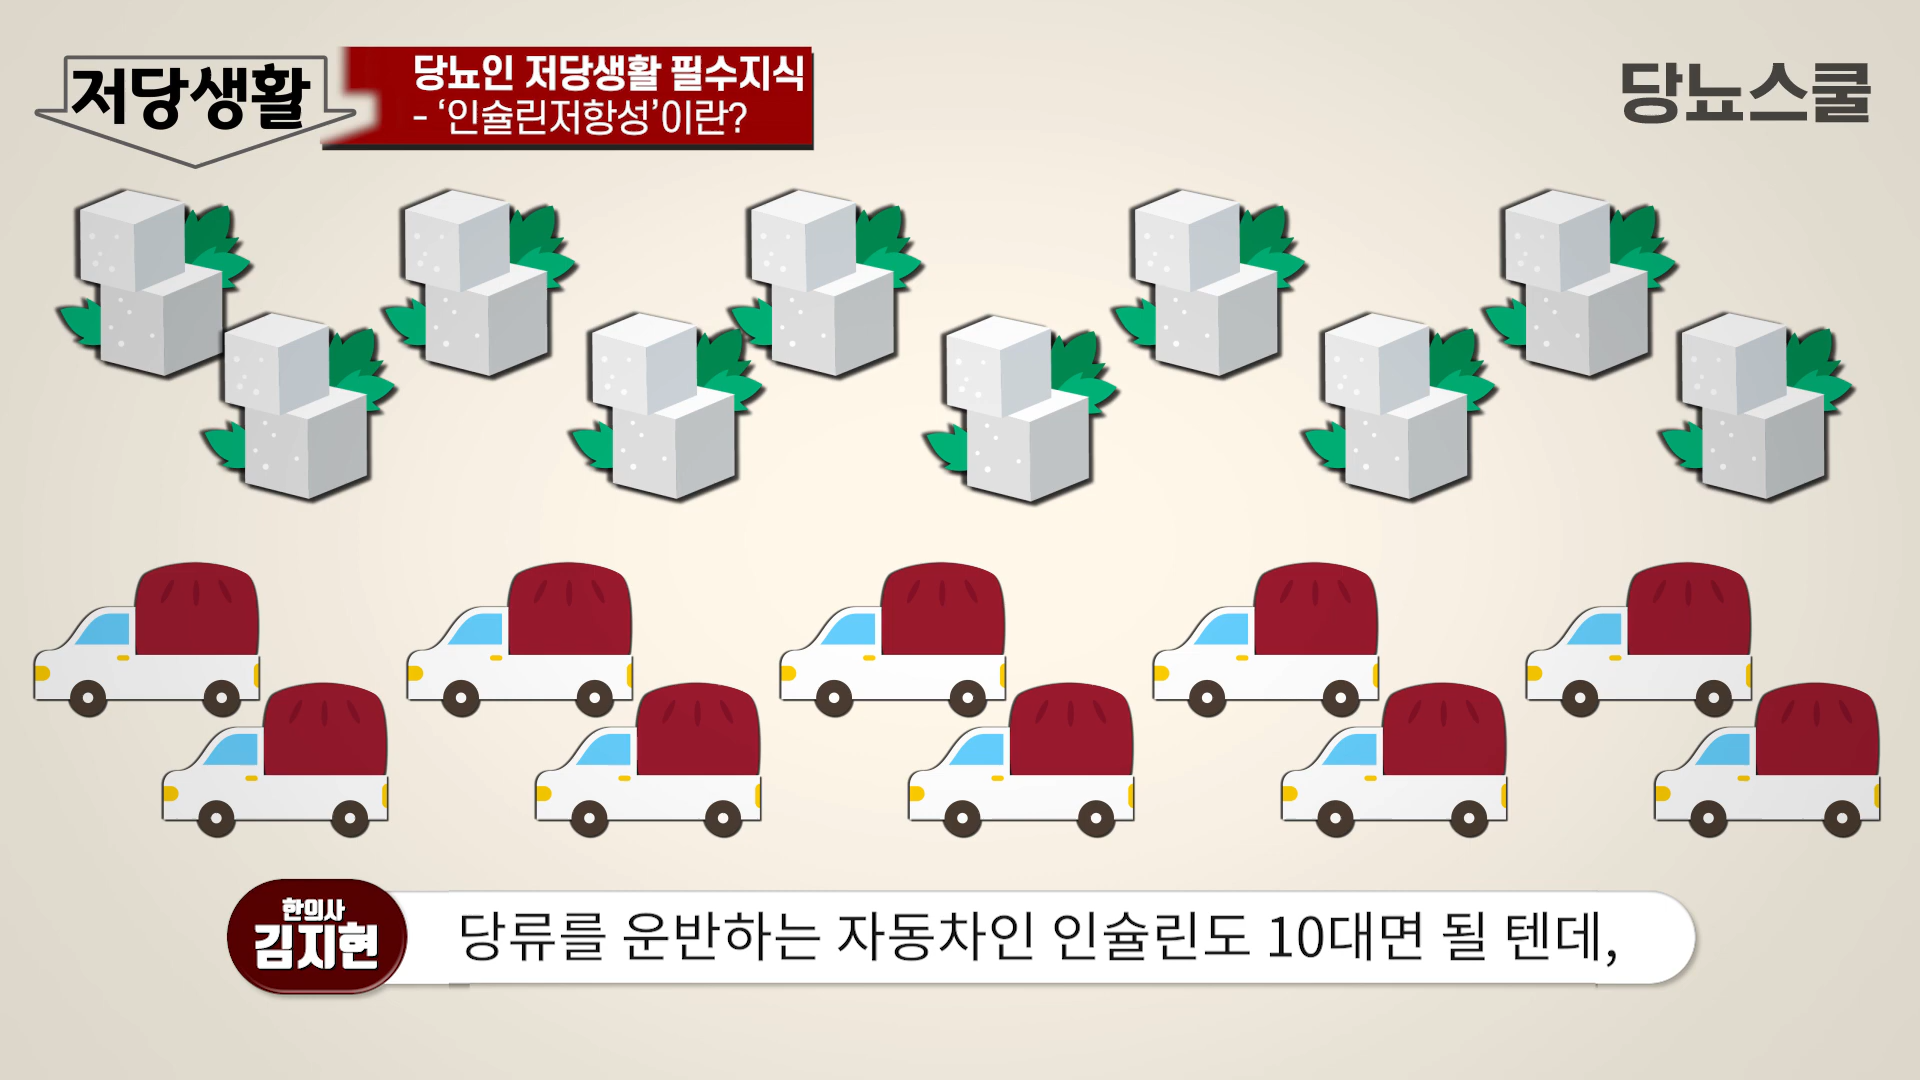 저당생활
당뇨인 저당생활 필수지식
- ‘인슐린저항성’이란?
당뇨스쿨
한의사
김지현
당류를 운반하는 자동차인 인슐린도 10대면 될 텐데,